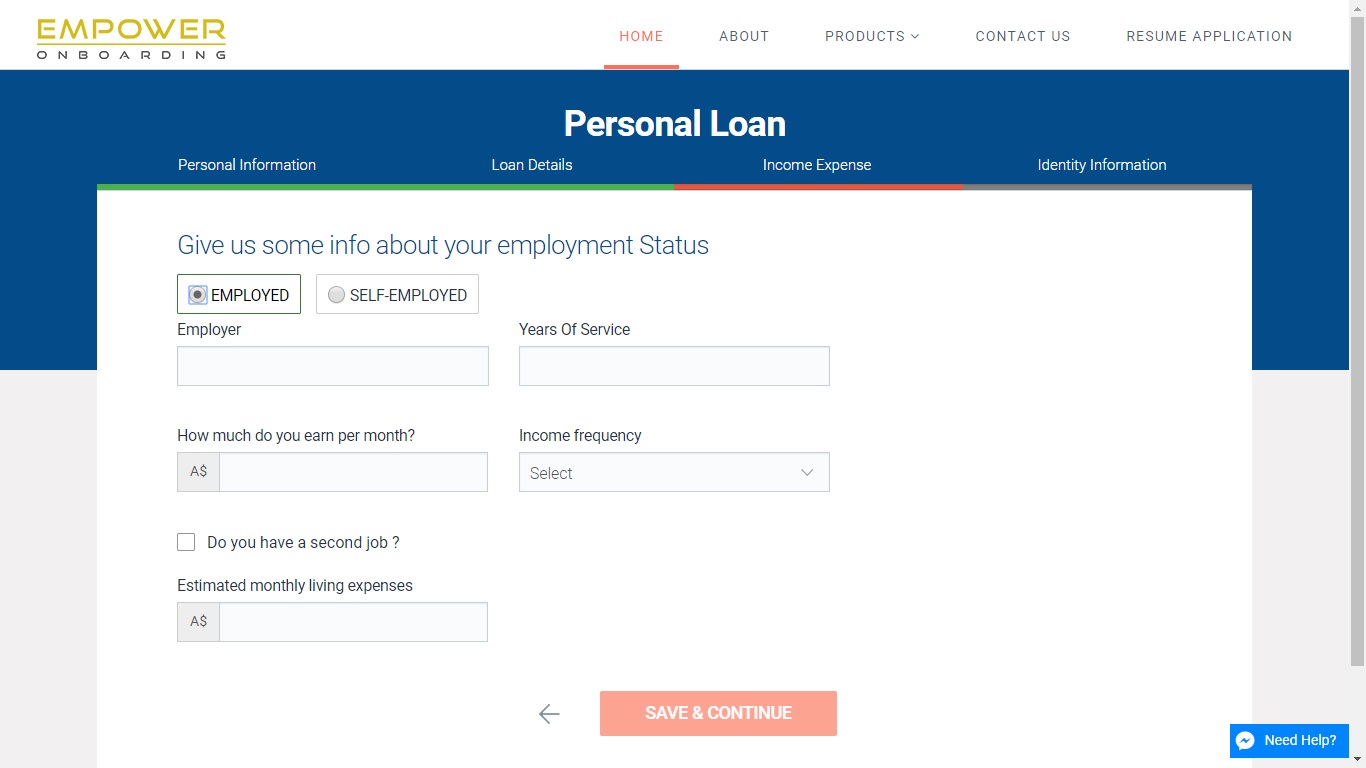 EMPOWER
ONBOARDING
HOME ABOUT PRODUCTS CONTACT US RESUME APPLICATION
Personal Loan
Personal Information Loan Details Income Expense Identity Information
Give us some info about your employment Status
EMPLOYED SELF-EMPLOYED
Employer Years Of Service
How much do you earn per month? Income frequency
A$ Select
Do you have a second job ?
Estimated monthly living expenses
A$
SAVE & CONTINUE
Need Help?